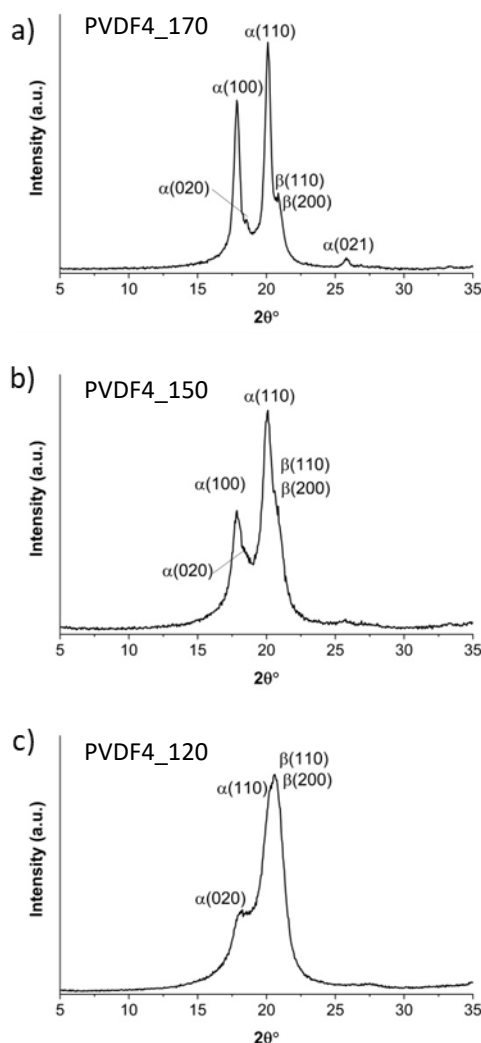 a)
PVDF4_170
α(110)
α(100)
α(020)
β(110)
β(200)
α(021)
Intensity (a.u.)
5 10 15 20 25 30 35
2θ°
b)
PVDF4_150
α(110)
β(110)
α(100)
β(200)
α(020)
Intensity (a.u.)
5 10 15 20 25 30 35
2θ°
c)
PVDF4_120
β(110)
α(110)
β(200)
α(020)
Intensity (a.u.)
5 10 15 20 25 30 35
2θ°